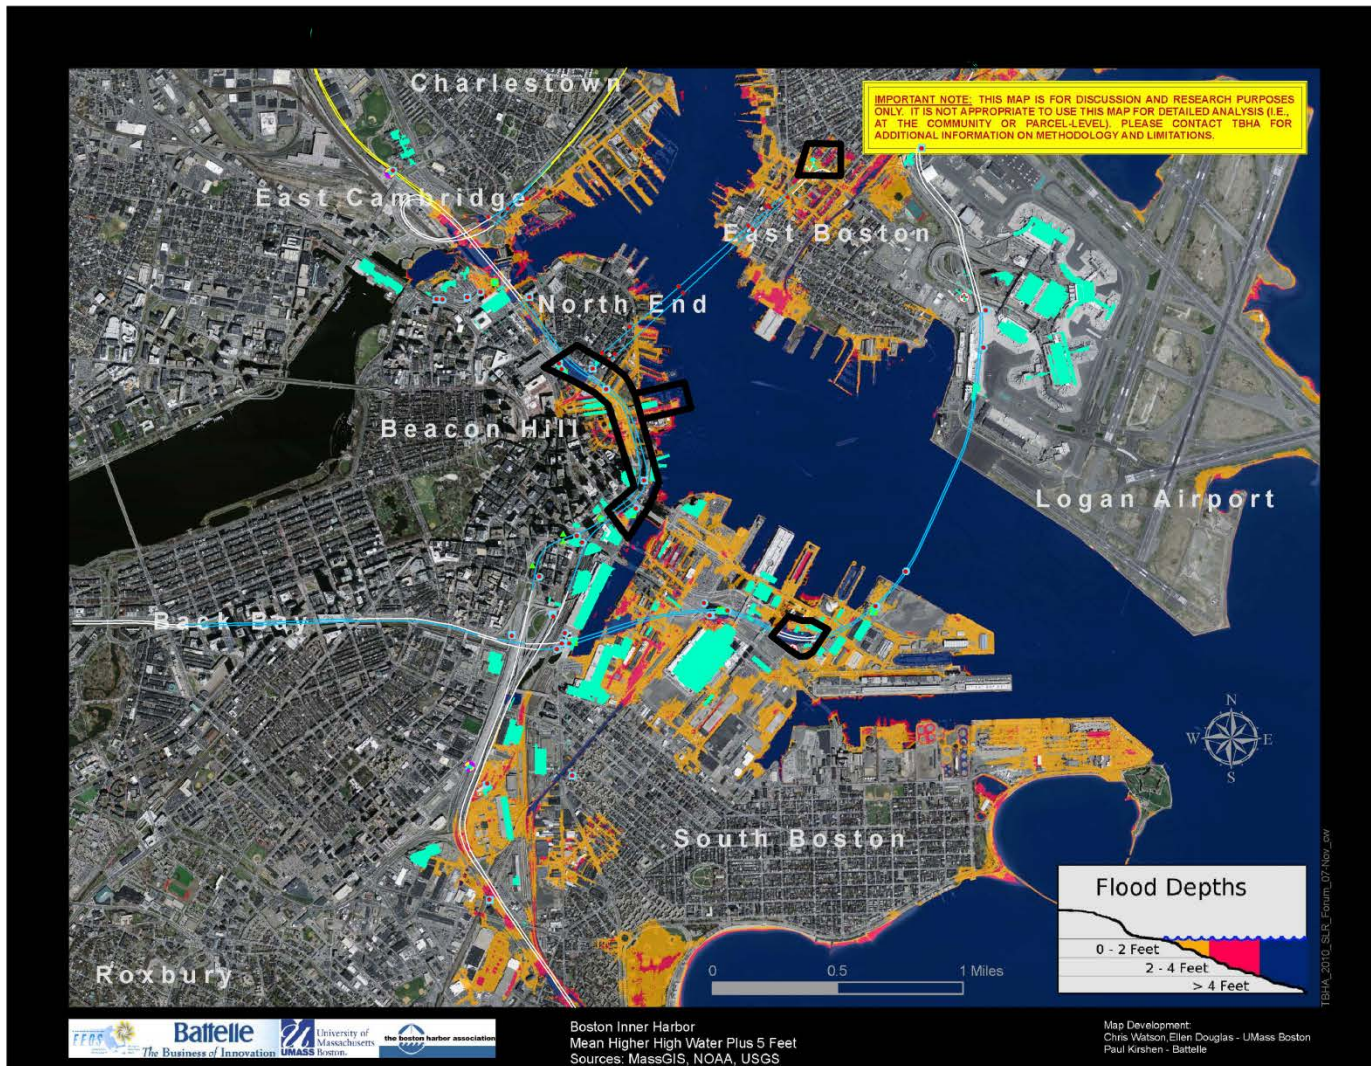 Charlestown
IMPORTANT NOTE: THIS MAP IS FOR DISCUSSION AND RESEARCH PURPOSES
ONLY. IT IS NOT APPROPRIATE TO USE THIS MAP FOR DETAILED ANALYSIS (I.E.,
AT THE COMMUNITY OR PARCEL-LEVEL). PLEASE CONTACT TBHA FOR
ADDITIONAL INFORMATION ON METHODOLOGY AND LIMITATIONS.
East Cambridge
East Boston
North End
Beacon Hill
Logan Airport
Back Bay
N
W E
S
South Boston
Flood Depths
0 - 2 Feet
2 - 4 Feet
> 4 Feet
Roxbury
0 0.5 1 Miles
TBHA_2010_SLR_Forum_07-Nov_cw
EEOS
Battelle
The Business of Innovation
UMASS
University of
Massachusetts
Boston.
the boston harbor association
Boston Inner Harbor
Mean Higher High Water Plus 5 Feet
Sources: MassGIS, NOAA, USGS
Map Development:
Chris Watson,Ellen Douglas - UMass Boston
Paul Kirshen - Battelle